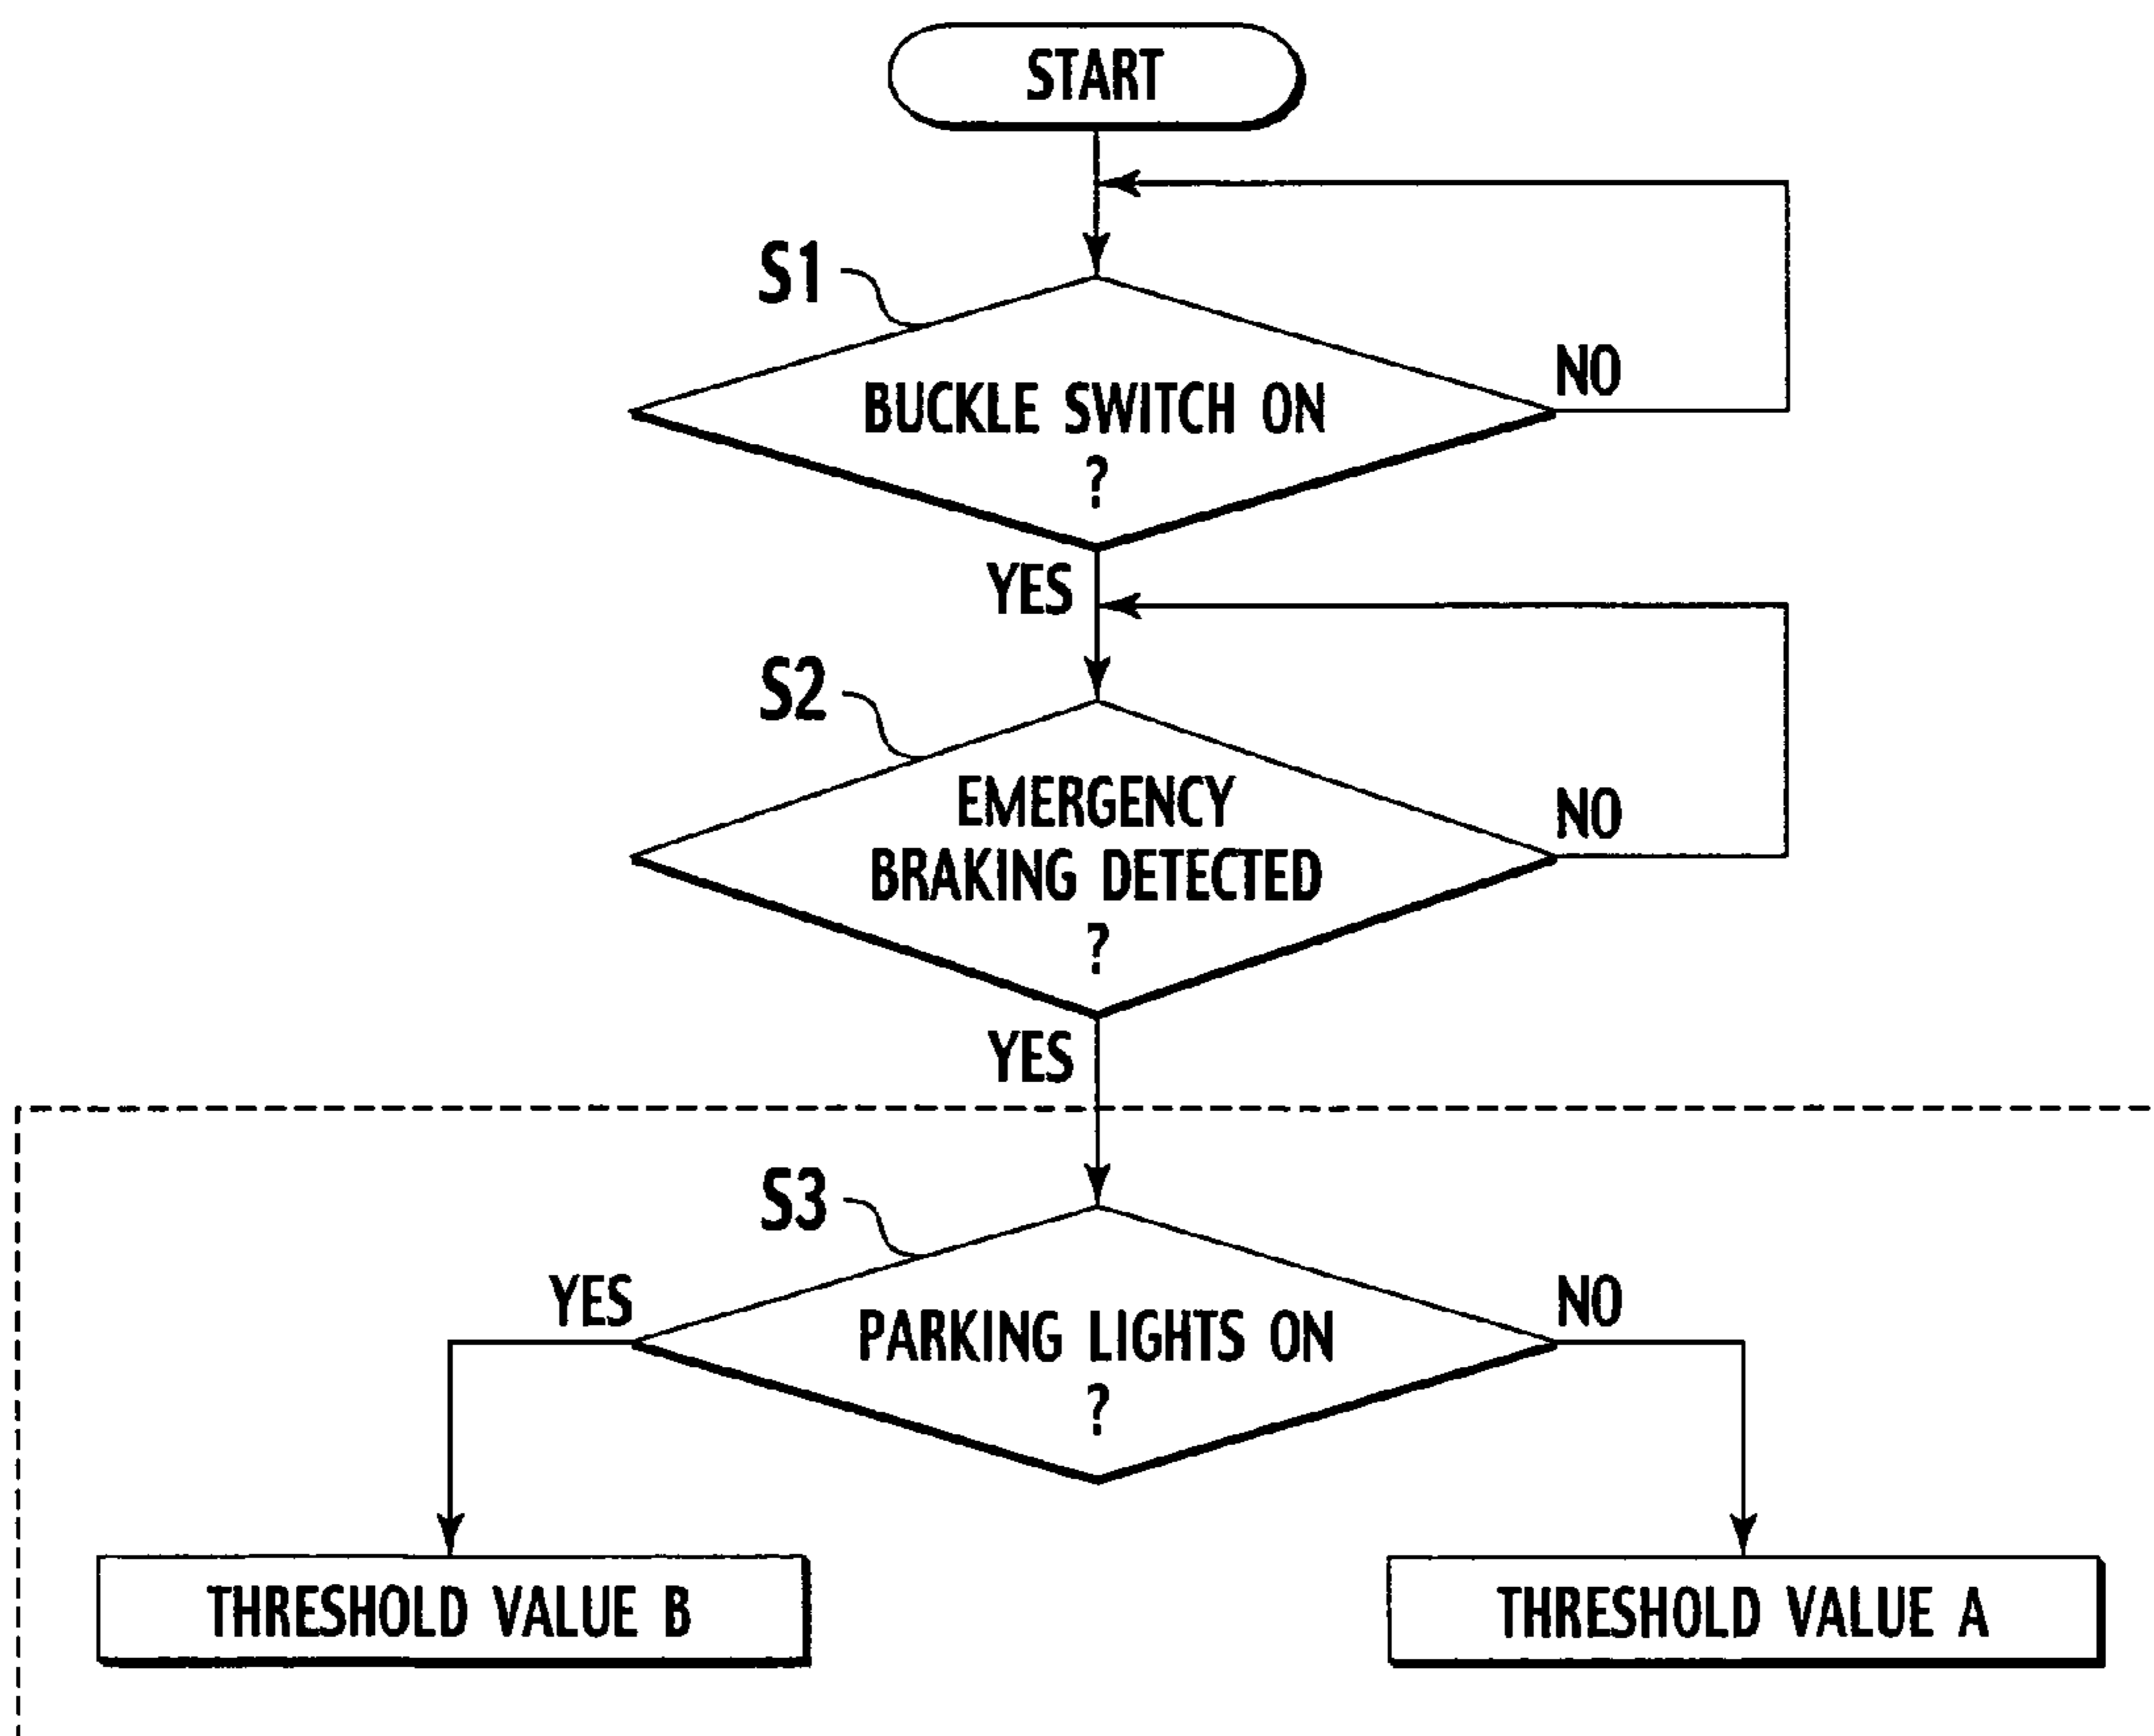 START
S1
BUCKLE SWITCH ON
?
NO
YES
S2
EMERGENCY
BRAKING DETECTED
?
NO
YES
S3
YES
PARKING LIGHTS ON
?
NO
THRESHOLD VALUE B
THRESHOLD VALUE A